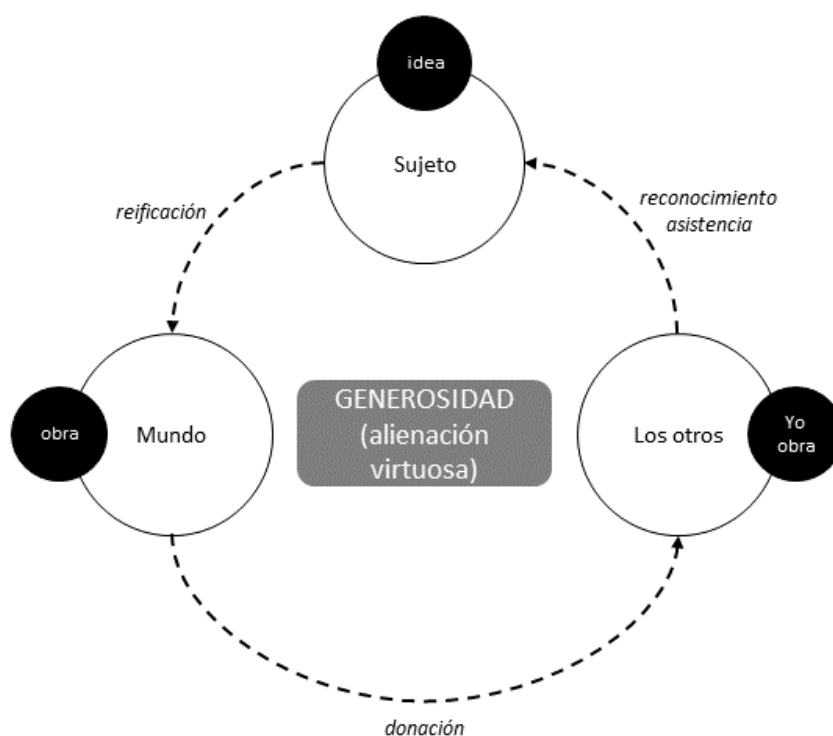 idea
Sujeto
reificación
reconocimiento
asistencia
obra
Mundo
GENEROSIDAD
(alienación
virtuosa)
Los otros
Yo
obra
donación